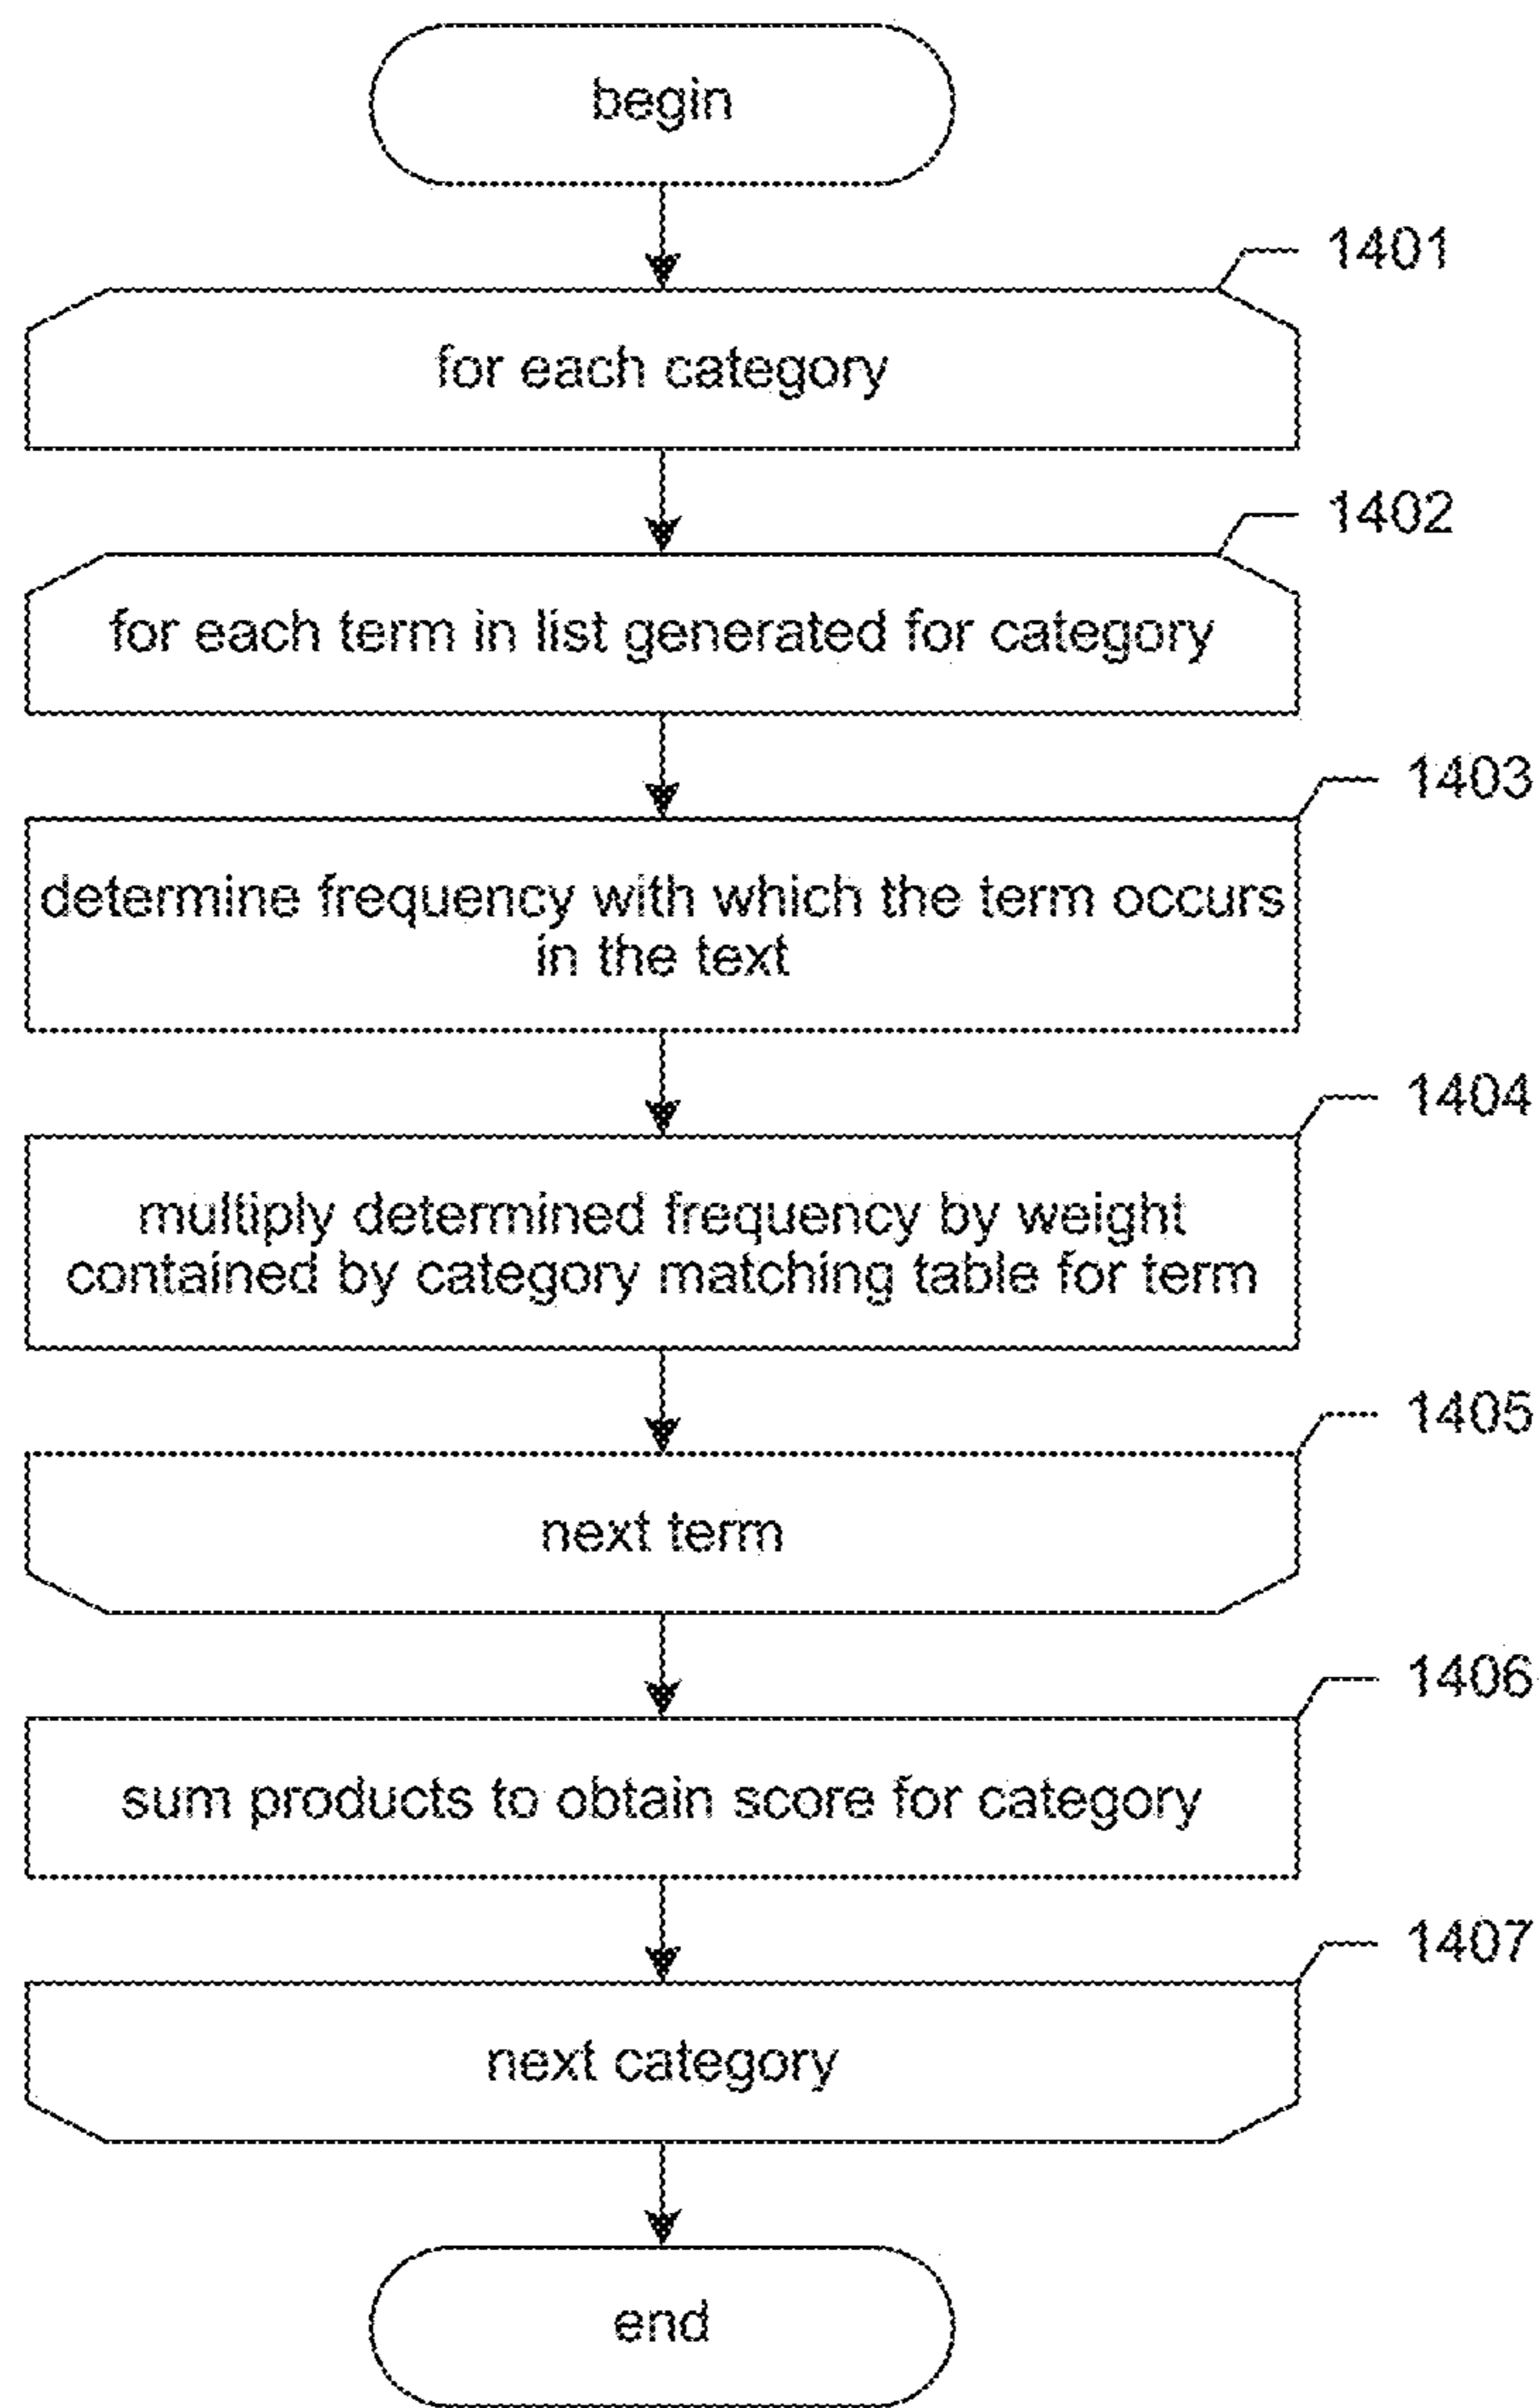 begin
1401
for each category
1402
for each term in list generated for category
1403
determine frequency with which the term occurs
in the text
1404
multiply determined frequency by weight
contained by category matching table for term
1405
next term
1406
sum products to obtain score for category
1407
next category
end